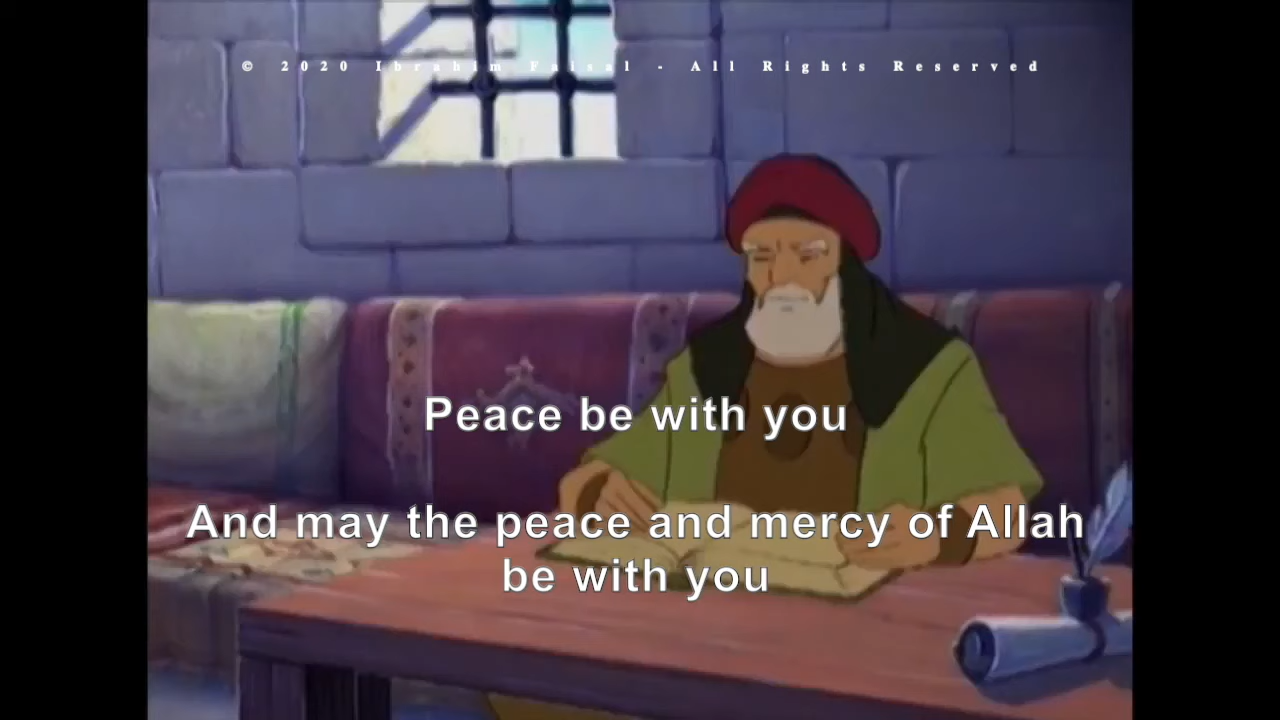 © 2020 Ibrahim Faisal - All Rights Reserved
Peace be with you
And may the peace and mercy of Allah
be with you